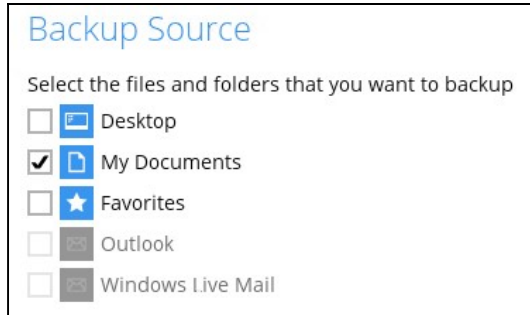 Backup Source
Select the files and folders that you want to backup
Desktop
My Documents
Favorites
Outlook
Windows Live Mail